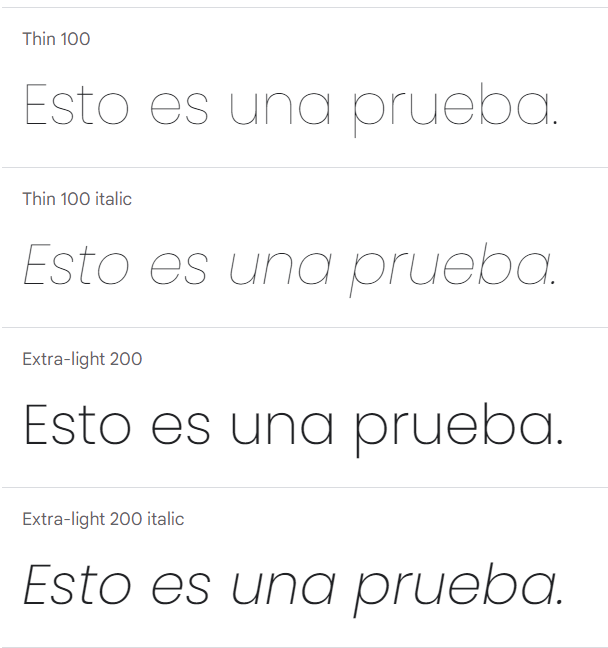 Thin 100
Esto es una prueba.
Thin 100 italic
Esto es una prueba.
Extra-light 200
Esto es una prueba.
Extra-light 200 italic
Esto es una prueba.